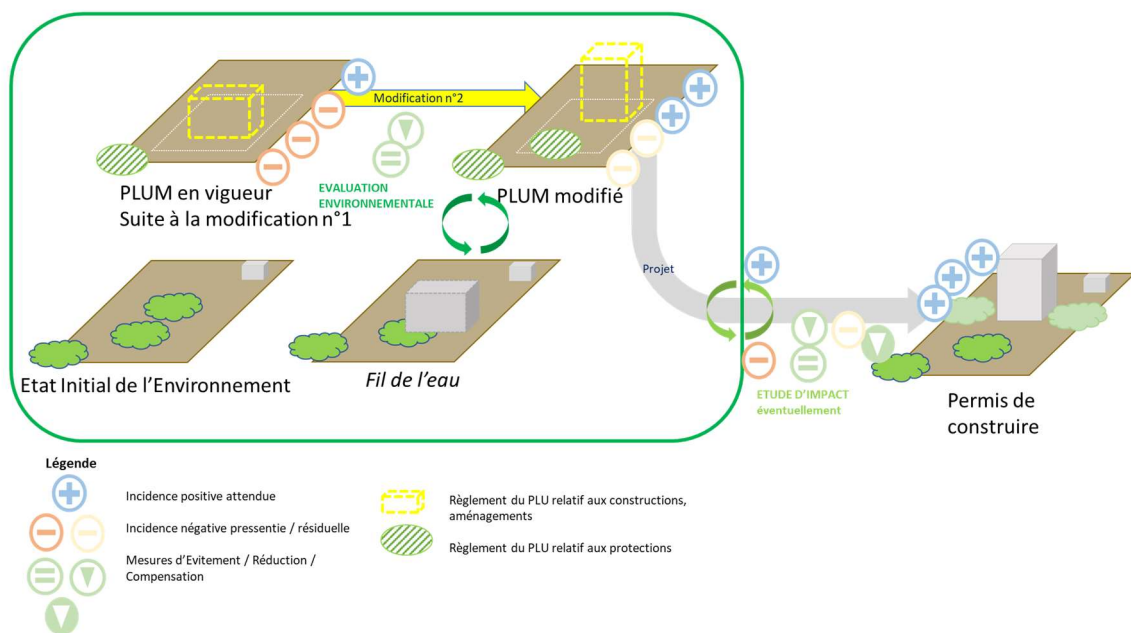 Modification n°2
PLUM en vigueur
Suite à la modification n°1
EVALUATION
ENVIRONNEMENTALE
PLUM modifié
Projet
Etat Initial de l'Environnement
Fil de l'eau
ETUDE D'IMPACT
éventuellement
Permis de
construire
Légende
Incidence positive attendue
Incidence négative pressentie / résiduelle
Mesures d'Evitement / Réduction /
Compensation
Règlement du PLU relatif aux constructions,
aménagements
Règlement du PLU relatif aux protections